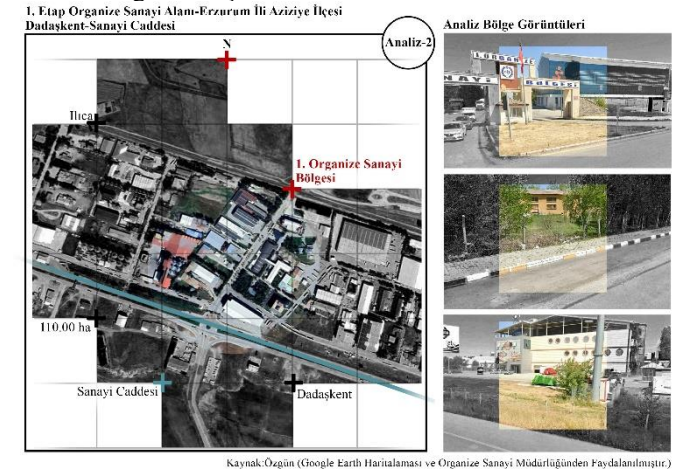 1. Etap Organize Sanayi Alanı-Erzurum İli Aziziye İlçesi
Dadaşkent-Sanayi Caddesi
Analiz-2
Analiz Bölge Görüntüleri
N
Ilıca
1. Organize Sanayi
Bölgesi
110.00 ha
Sanayi Caddesi
Dadaşkent
Kaynak:Özgün (Google Earth Haritalaması ve Organize Sanayi Müdürlüğünden Faydalanılmıştır.)